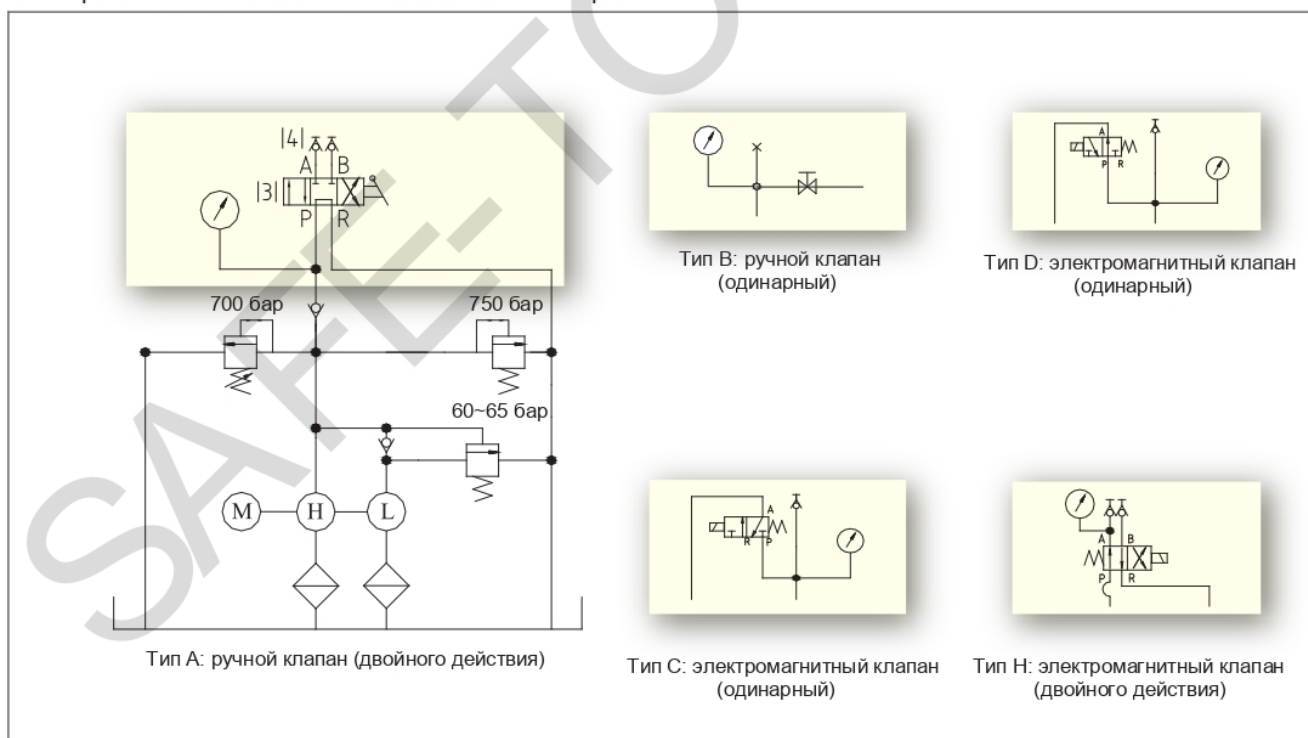 |4|
A B
|3|
P R
700 бар
750 бар
60~65 бар
M
H
L
Тип A: ручной клапан (двойного действия)
Тип B: ручной клапан
(одинарный)
A
P R
Тип D: электромагнитный клапан
(одинарный)
A
R P
Тип C: электромагнитный клапан
(одинарный)
A B
P R
Тип H: электромагнитный клапан
(двойного действия)
SAFE-TO